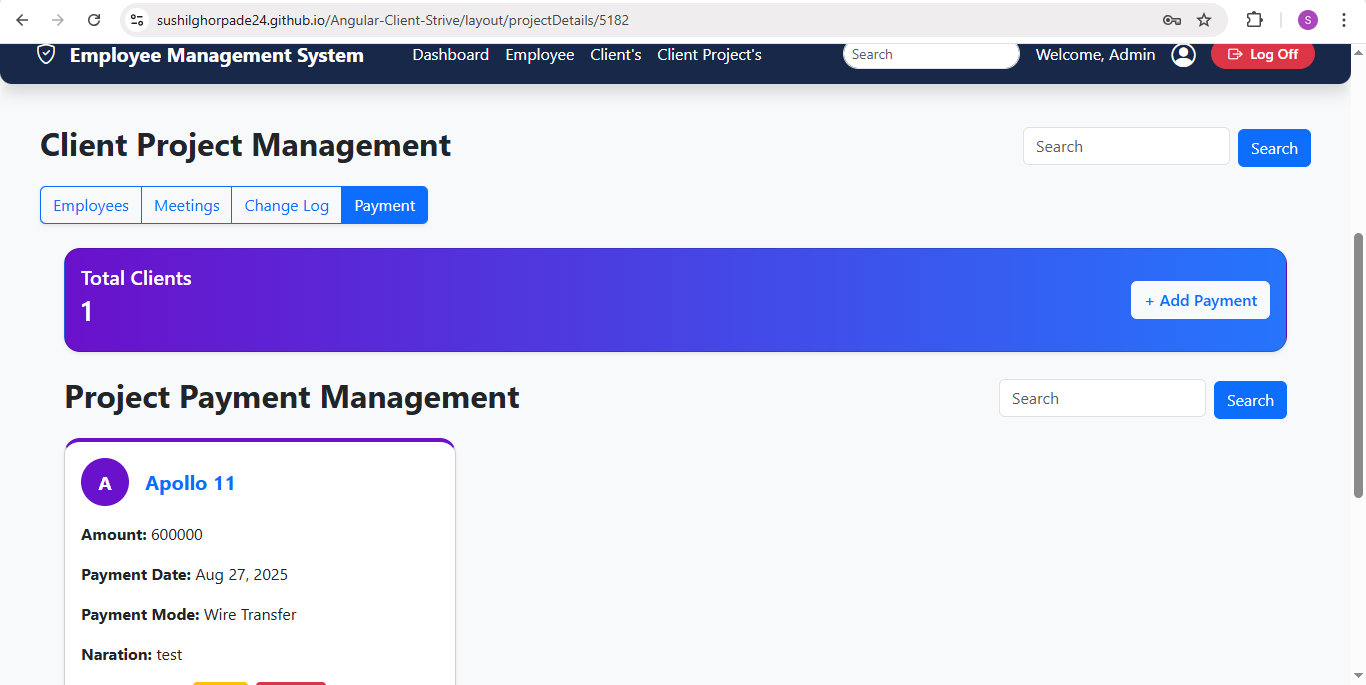 sushilghorpade24.github.io/Angular-Client-Strive/layout/projectDetails/5182
S
Employee Management System Dashboard Employee Client's Client Project's Search Welcome, Admin Log Off
Client Project Management Search Search
Employees Meetings Change Log Payment
Total Clients
1
+ Add Payment
Project Payment Management Search Search
A Apollo 11
Amount: 600000
Payment Date: Aug 27, 2025
Payment Mode: Wire Transfer
Naration: test